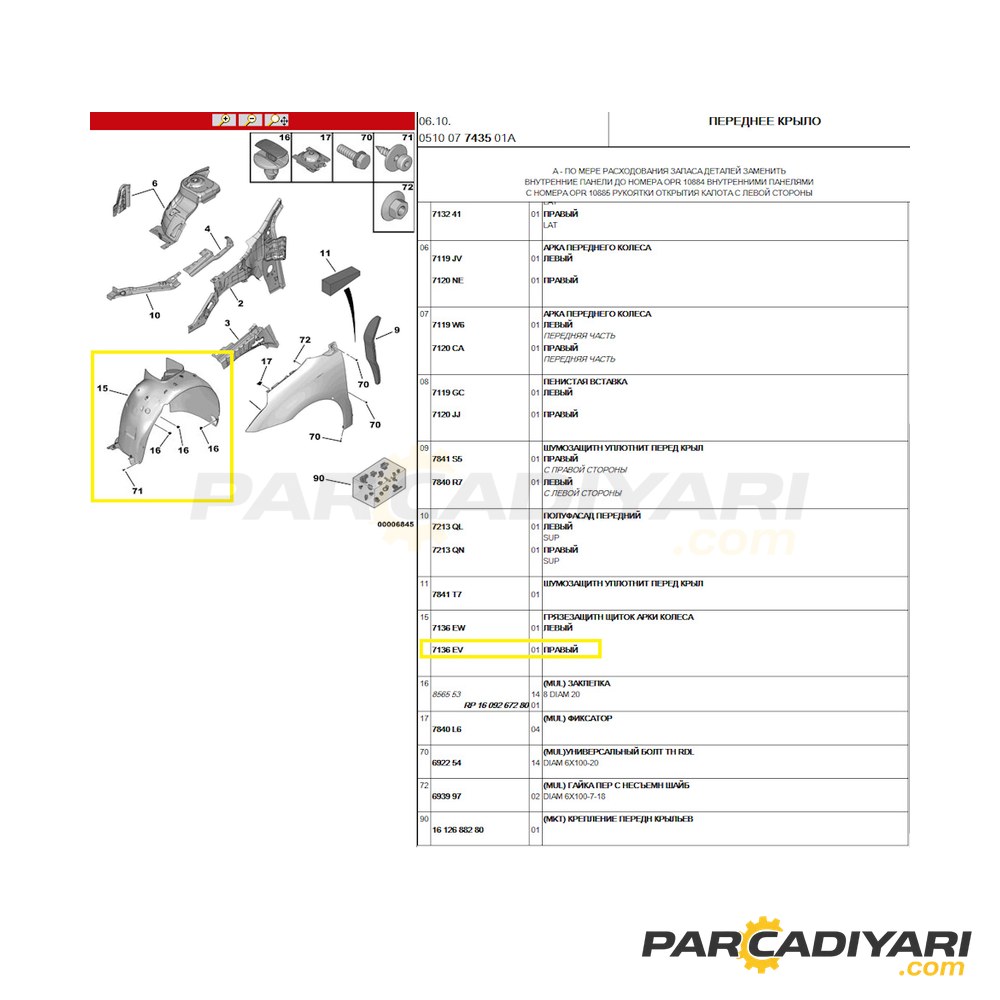 06.10.
0510 07 7435 01A
ПЕРЕДНЕЕ КРЫЛО
A - ПО МЕРЕ РАСХОДОВАНИЯ ЗАПАСА ДЕТАЛЕЙ ЗАМЕНИТЬ
ВНУТРЕННИЕ ПАНЕЛИ ДО НОМЕРА OPR 10884 ВНУТРЕННИМИ ПАНЕЛЯМИ
С НОМЕРА OPR 10885 РУКОЯТКИ ОТКРЫТИЯ КАПОТА С ЛЕВОЙ СТОРОНЫ
16 17 70 71
72
6
4
11
2
10
3
9
72
17
15
70
70
16 16 16
70
71
90
00006845
LAT
7132 41 01 ПРАВЫЙ
LAT
06 АРКА ПЕРЕДНЕГО КОЛЕСА
7119 JV 01 ЛЕВЫЙ
7120 NE 01 ПРАВЫЙ
07 АРКА ПЕРЕДНЕГО КОЛЕСА
7119 W6 01 ЛЕВЫЙ
ПЕРЕДНЯЯ ЧАСТЬ
7120 CA 01 ПРАВЫЙ
ПЕРЕДНЯЯ ЧАСТЬ
08 ПЕНИСТАЯ ВСТАВКА
7119 GC 01 ЛЕВЫЙ
7120 JJ 01 ПРАВЫЙ
09 ШУМОЗАЩИТН УПЛОТНИТ ПЕРЕД КРЫЛ
7841 S5 01 ПРАВЫЙ
С ПРАВОЙ СТОРОНЫ
7840 R7 01 ЛЕВЫЙ
С ЛЕВОЙ СТОРОНЫ
10 ПОЛУФАСАД ПЕРЕДНИЙ
7213 QL 01 ЛЕВЫЙ
SUP
7213 QN 01 ПРАВЫЙ
SUP
11 ШУМОЗАЩИТН УПЛОТНИТ ПЕРЕД КРЫЛ
7841 T7 01
15 ГРЯЗЕЗАЩИТН ЩИТОК АРКИ КОЛЕСА
7136 EW 01 ЛЕВЫЙ
7136 EV 01 ПРАВЫЙ
16 (MUL) ЗАКЛЕПКА
8565 53 14 8 DIAM 20
RP 16 092 672 80 01
17 (MUL) ФИКСАТОР
7840 L6 04
70 (MUL)УНИВЕРСАЛЬНЫЙ БОЛТ TH RDL
6922 54 14 DIAM 6X100-20
72 (MUL) ГАЙКА ПЕР С НЕСЪЕМН ШАЙБ
6939 97 02 DIAM 6X100-7-18
90 (MKT) КРЕПЛЕНИЕ ПЕРЕДН КРЫЛЬЕВ
16 126 882 80 01
PARCADIYARI
.com
PARCADIYARI
.com